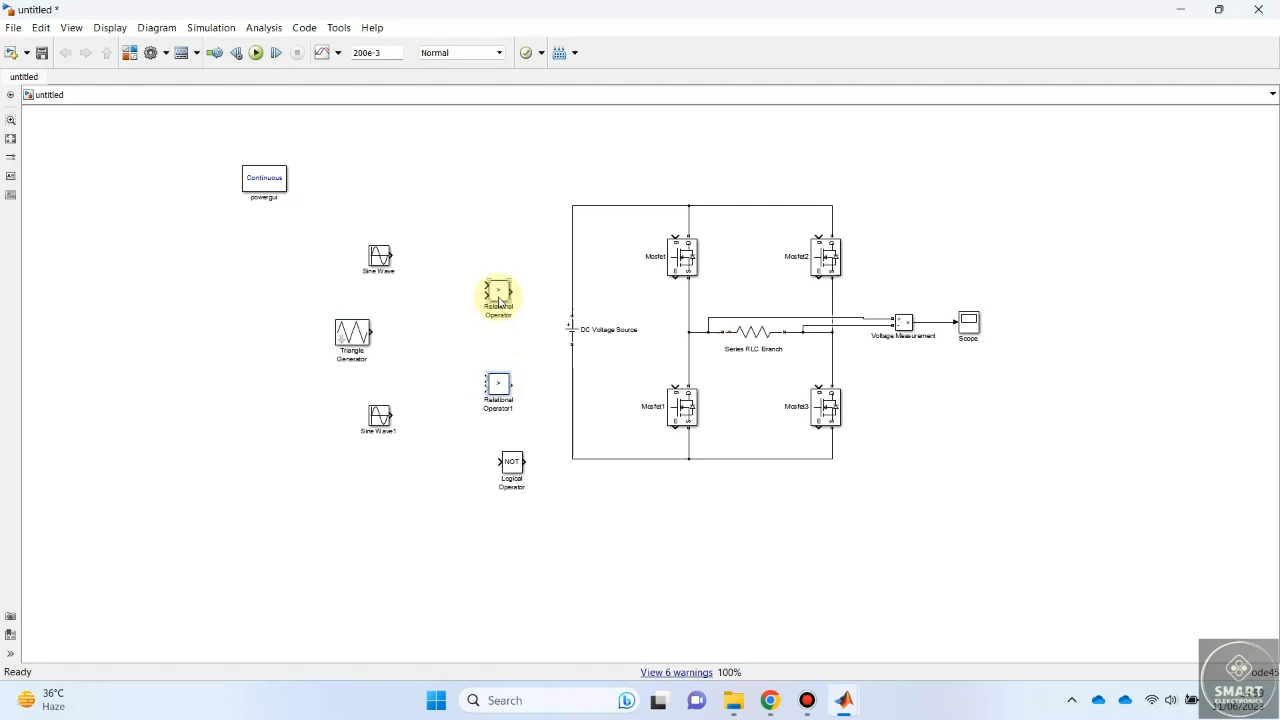 untitled *
File Edit View Display Diagram Simulation Analysis Code Tools Help
200e-3
Normal
untitled
untitled
Continuous
powergui
Sine Wave
Triangle
Generator
Sine Wave1
>
Relational
Operator
>
Relational
Operator1
NOT
Logical
Operator
DC Voltage Source
Mosfet
g D
E S
Mosfet2
g D
E S
Series RLC Branch
+
-
v
Voltage Measurement
Scope
Mosfet1
g D
E S
Mosfet3
g D
E S
Ready
View 6 warnings
100%
ode45
36°C
Haze
Search
SMART
ELECTRONICS